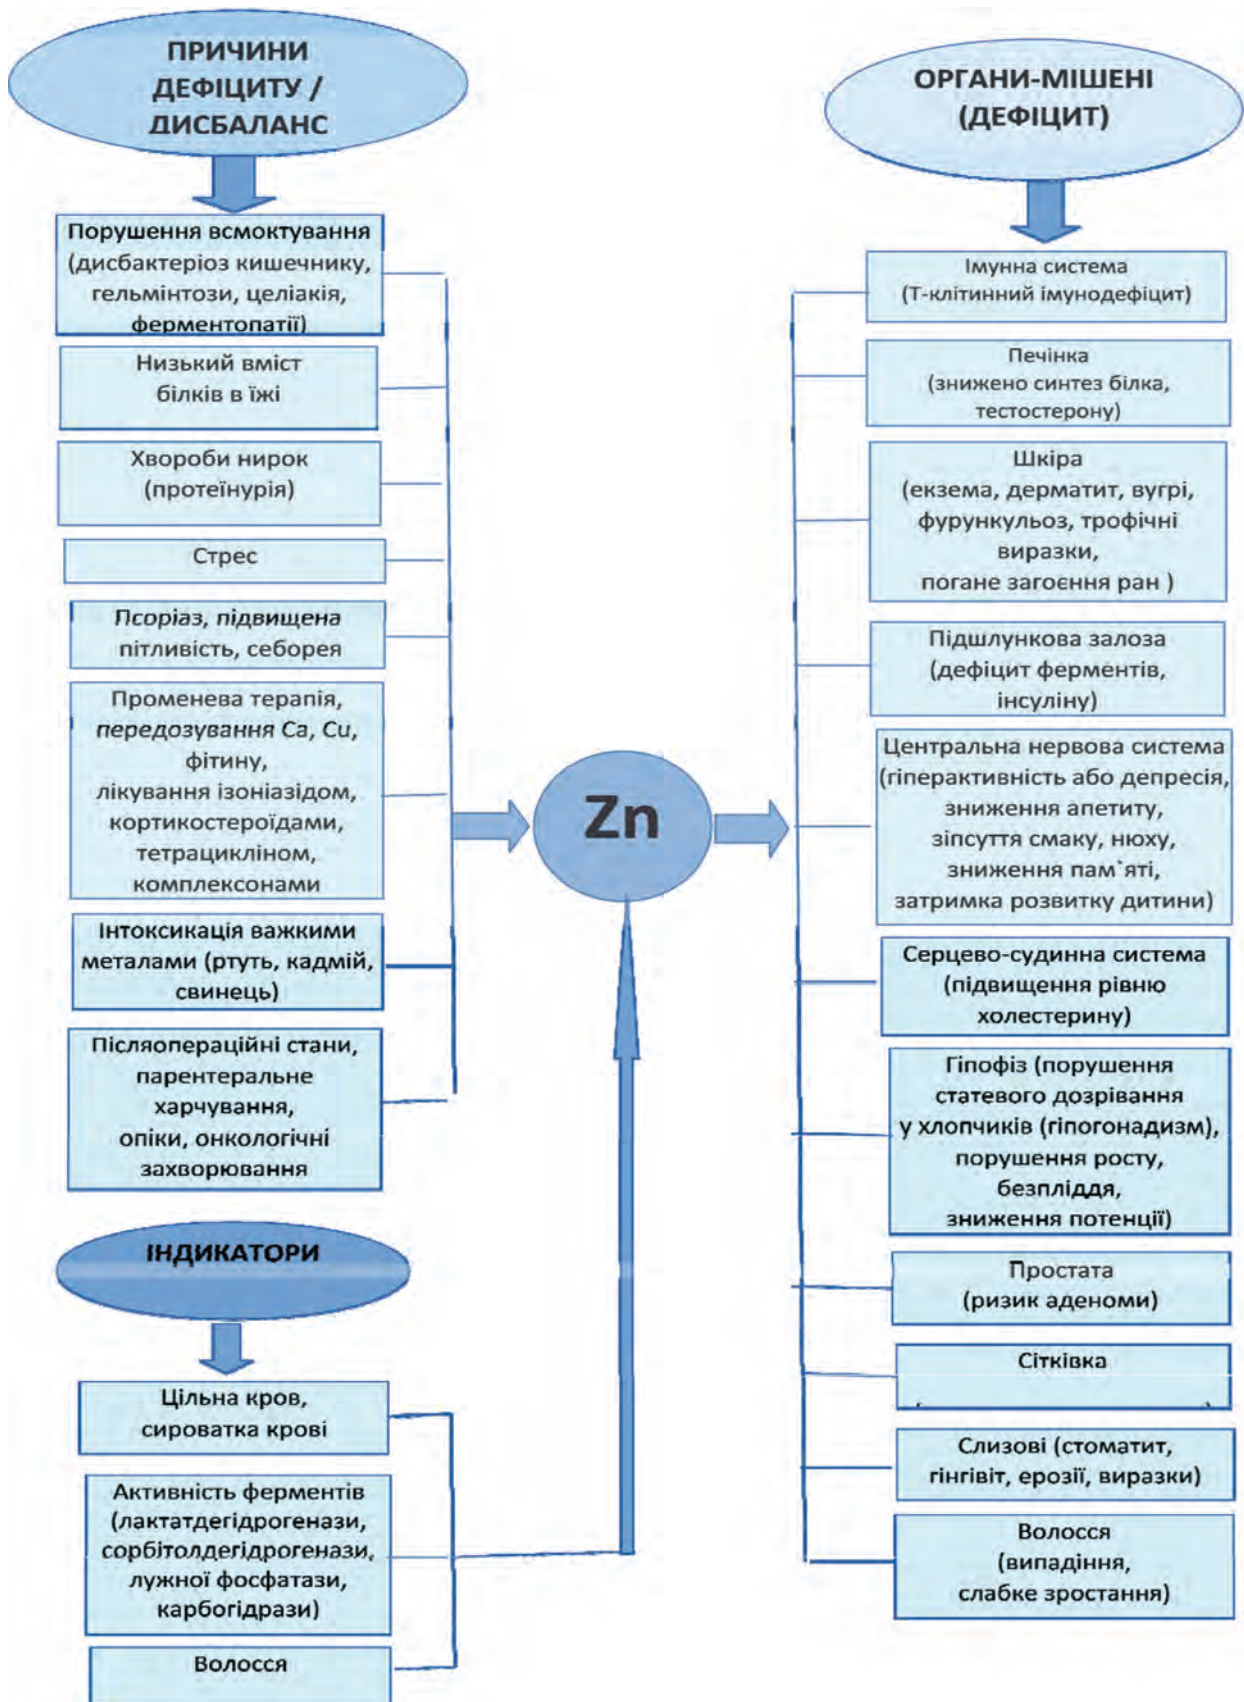 ПРИЧИНИ
ДЕФІЦИТУ /
ДИСБАЛАНС
Порушення всмоктування
(дисбактеріоз кишечнику,
гельмінтози, целіакія,
ферментопатії)
Низький вміст
білків в їжі
Хвороби нирок
(протеїнурія)
Стрес
Псоріаз, підвищена
пітливість, себорея
Променева терапія,
передозування Ca, Cu,
фітину,
лікування ізоніазідом,
кортикостероїдами,
тетрацикліном,
комплексонами
Інтоксикація важкими
металами (ртуть, кадмій,
свинець)
Післяопераційні стани,
парентеральне
харчування,
опіки, онкологічні
захворювання
ІНДИКАТОРИ
Цільна кров,
сироватка крові
Активність ферментів
(лактатдегідрогенази,
сорбітолдегідрогенази,
лужної фосфатази,
карбогідрази)
Волосся
Zn
ОРГАНИ-МІШЕНІ
(ДЕФІЦИТ)
Імунна система
(Т-клітинний імунодефіцит)
Печінка
(знижено синтез білка,
тестостерону)
Шкіра
(екзема, дерматит, вугрі,
фурункульоз, трофічні
виразки,
погане загоєння ран )
Підшлункова залоза
(дефіцит ферментів,
інсуліну)
Центральна нервова система
(гіперактивність або депресія,
зниження апетиту,
зіпсуття смаку, нюху,
зниження пам`яті,
затримка розвитку дитини)
Серцево-судинна система
(підвищення рівню
холестерину)
Гіпофіз (порушення
статевого дозрівання
у хлопчиків (гіпогонадизм),
порушення росту,
безпліддя,
зниження потенції)
Простата
(ризик аденоми)
Сітківка
Слизові (стоматит,
гінгівіт, ерозії, виразки)
Волосся
(випадіння,
слабке зростання)